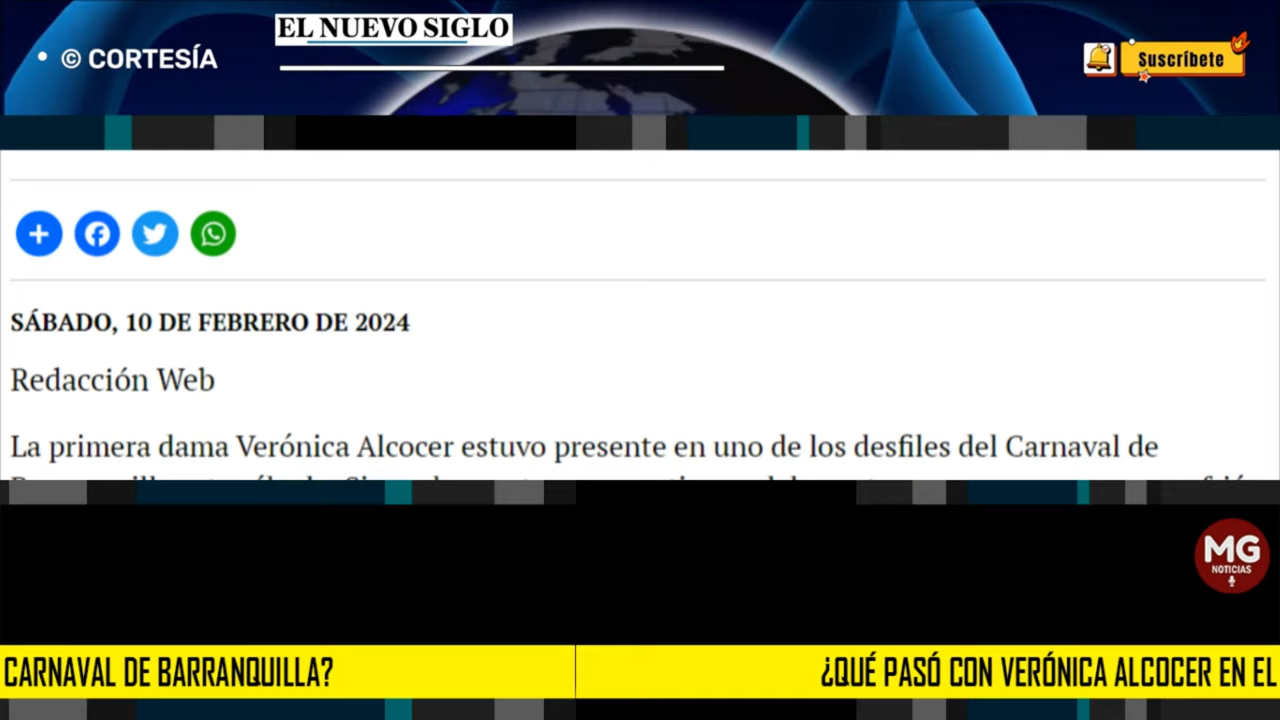 EL NUEVO SIGLO
© CORTESÍA
Suscríbete
SÁBADO, 10 DE FEBRERO DE 2024
Redacción Web
La primera dama Verónica Alcocer estuvo presente en uno de los desfiles del Carnaval de
MG
NOTICIAS
CARNAVAL DE BARRANQUILLA?
¿QUÉ PASÓ CON VERÓNICA ALCOCER EN EL